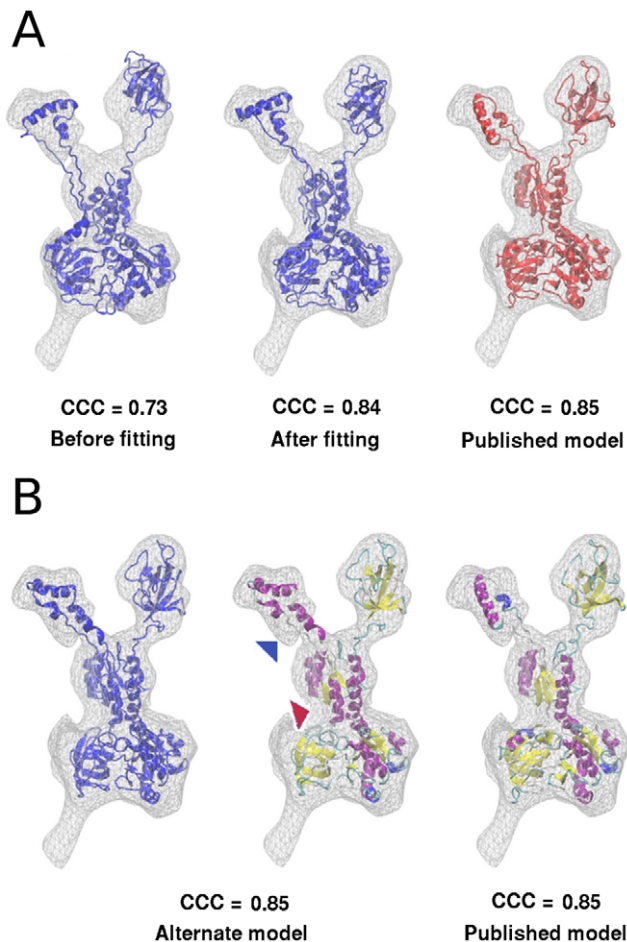 A
CCC = 0.73
CCC = 0.84
CCC = 0.85
Before fitting
After fitting
Published model
B
CCC = 0.85
CCC = 0.85
Alternate model
Published model